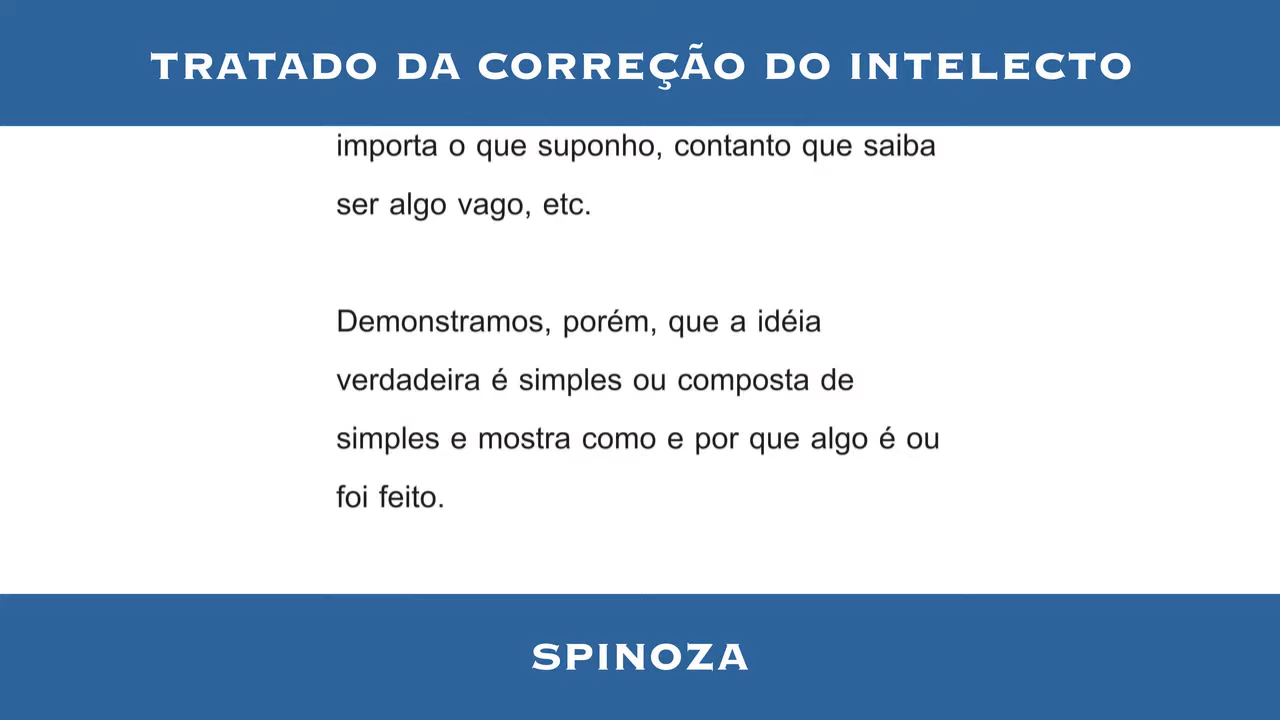 TRATADO DA CORREÇÃO DO INTELECTO
importa o que suponho, contanto que saiba
ser algo vago, etc.
Demonstramos, porém, que a idéia
verdadeira é simples ou composta de
simples e mostra como e por que algo é ou
foi feito.
SPINOZA